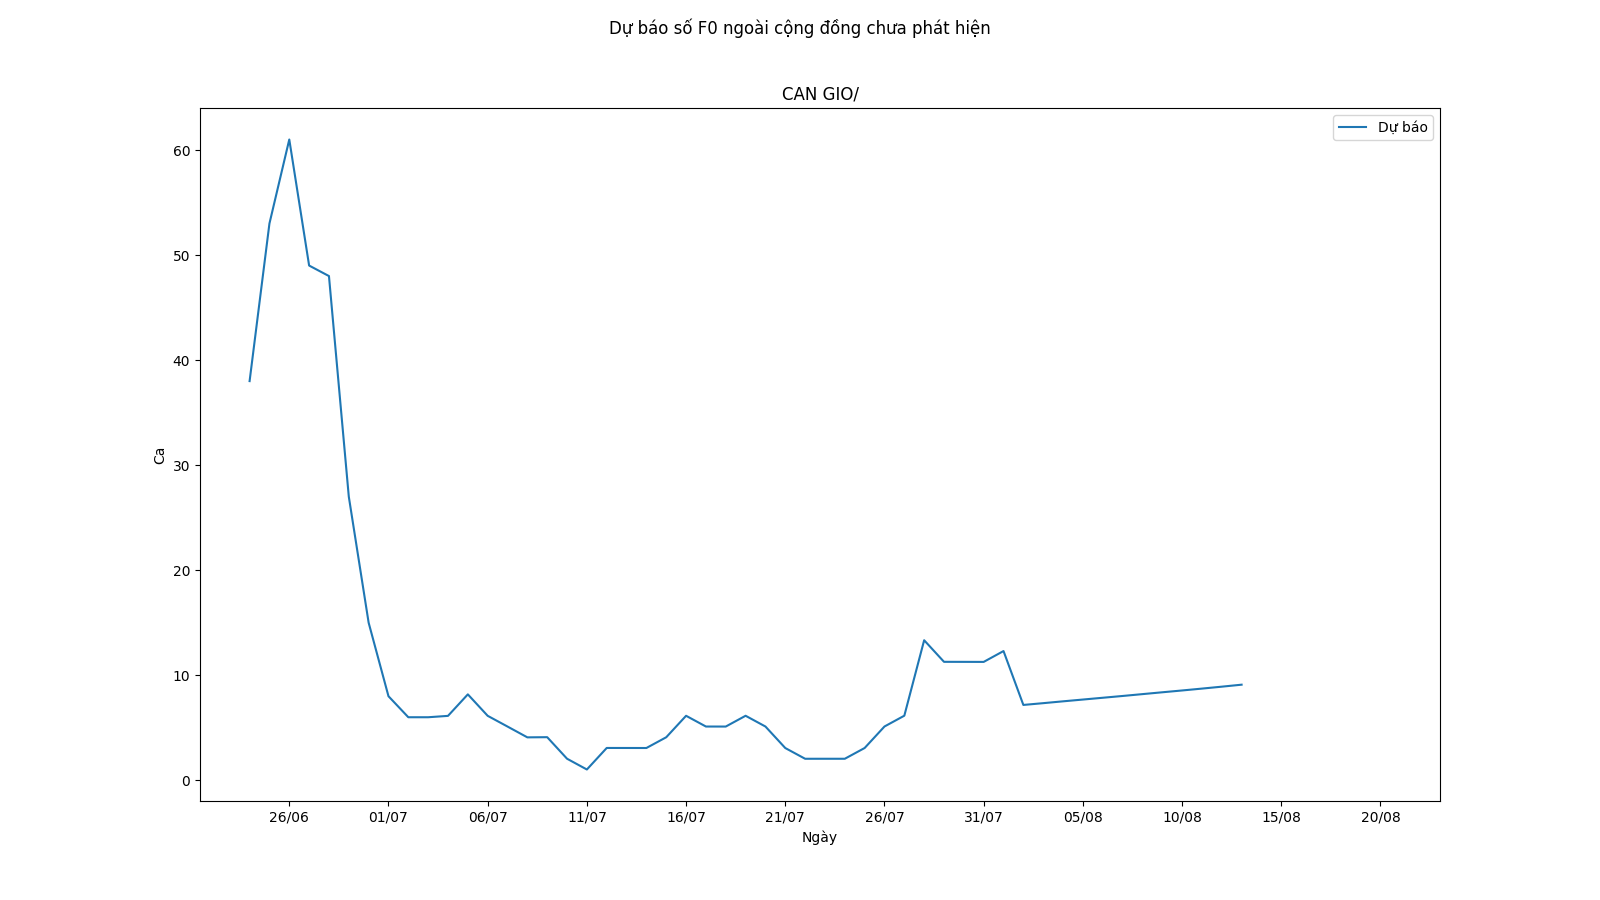 Dự báo số F0 ngoài cộng đồng chưa phát hiện
CAN GIO/
Dự báo
60
50
40
30
20
10
0
Ca
26/06 01/07 06/07 11/07 16/07 21/07 26/07 31/07 05/08 10/08 15/08 20/08
Ngày